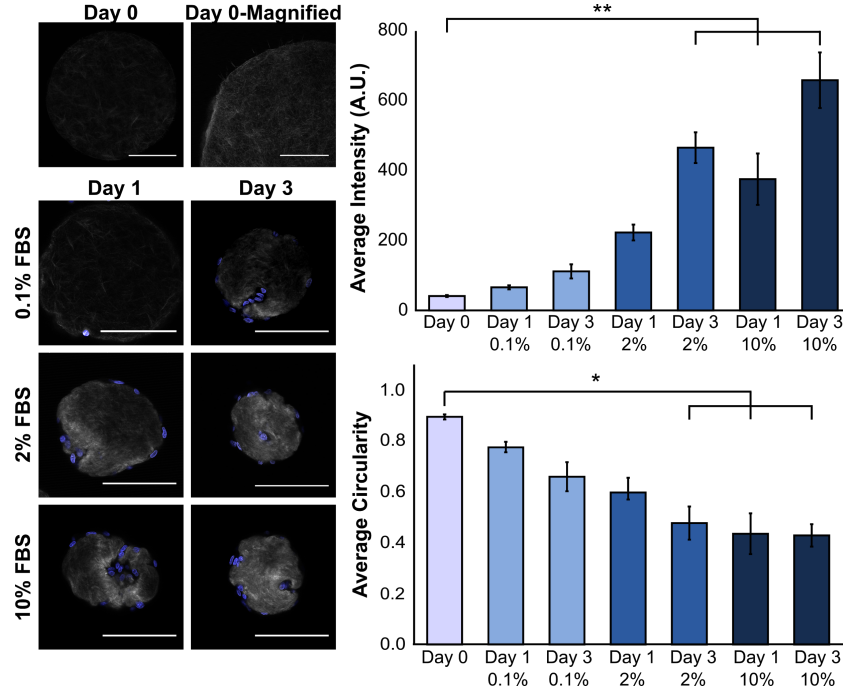 Day 0
Day 0-Magnified
Day 1
Day 3
0.1% FBS
2% FBS
10% FBS
Average Intensity (A.U.)
800
600
400
200
0
**
Day 0
Day 1
Day 3
Day 1
Day 3
Day 1
Day 3
0.1%
0.1%
2%
2%
10%
10%
Average Circularity
1.0
0.8
0.6
0.4
0.2
0.0
*
Day 0
Day 1
Day 3
Day 1
Day 3
Day 1
Day 3
0.1%
0.1%
2%
2%
10%
10%